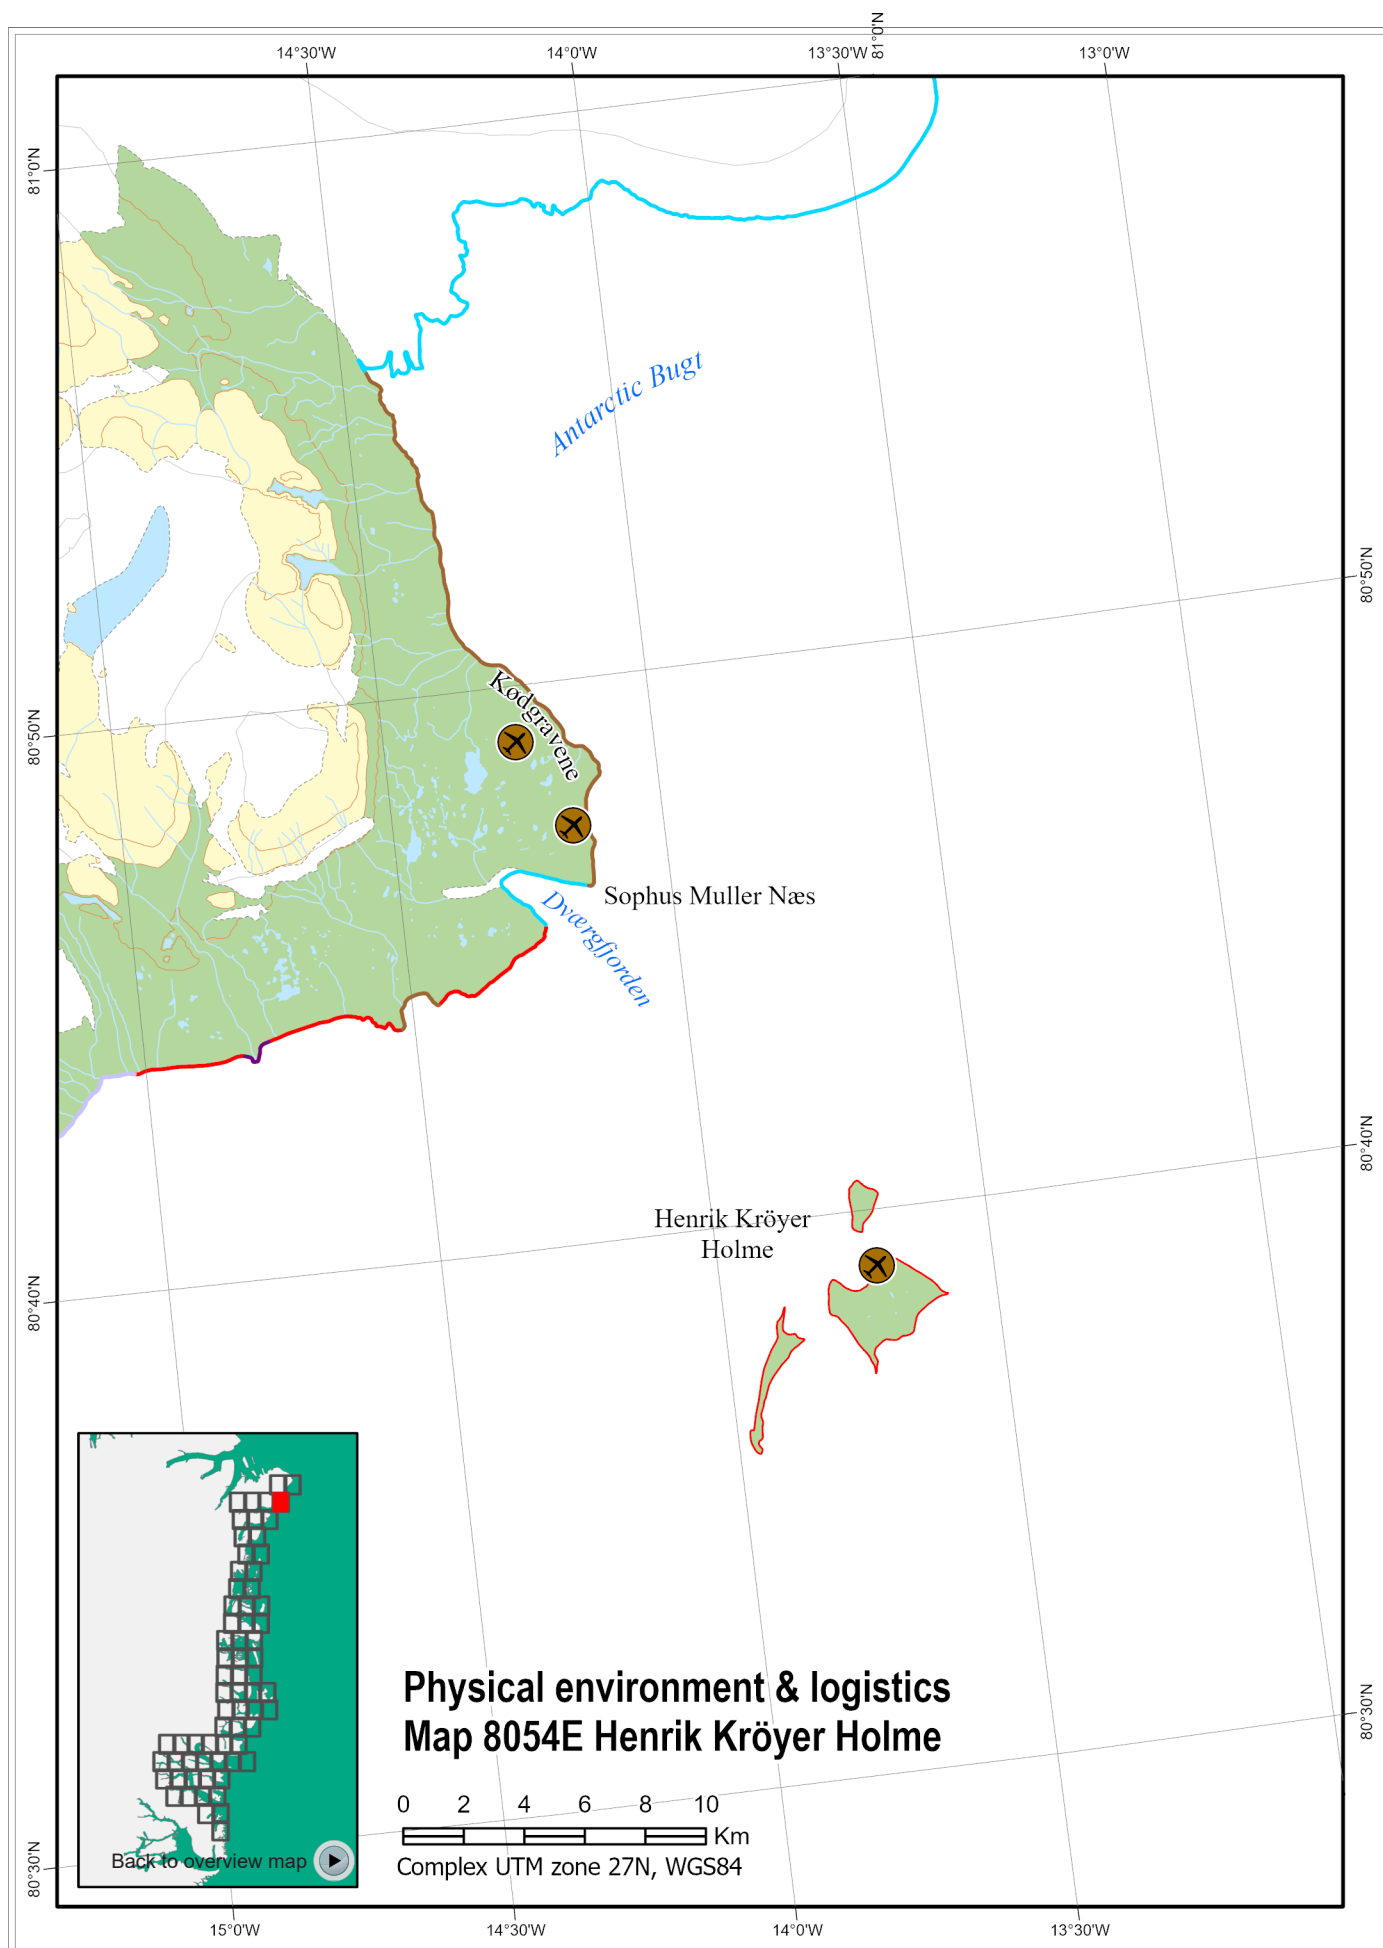 14°30'W
14°0'W
13°30'W
81°0'N
13°0'W
81°0'N
Antarctic Bugt
80°50'N
Kødgravene
80°50'N
Sophus Muller Næs
Dværgfjorden
80°40'N
Henrik Kröyer
Holme
80°40'N
Physical environment & logistics
Map 8054E Henrik Kröyer Holme
80°30'N
0 2 4 6 8 10
Km
Back to overview map
Complex UTM zone 27N, WGS84
80°30'N
15°0'W
14°30'W
14°0'W
13°30'W